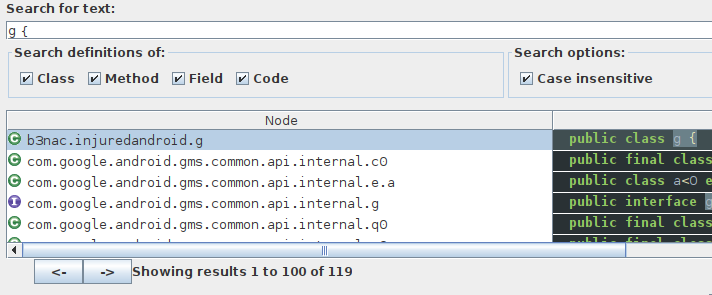 Search for text:
g {
Search definitions of:
Search options:
Class
Method
Field
Code
Case insensitive
Node
b3nac.injuredandroid.g
public class g {
com.google.android.gms.common.api.internal.c0
public final class
com.google.android.gms.common.api.internal.e.a
public class a<O e
com.google.android.gms.common.api.internal.g
public interface g
com.google.android.gms.common.api.internal.q0
public final class
<-
->
Showing results 1 to 100 of 119